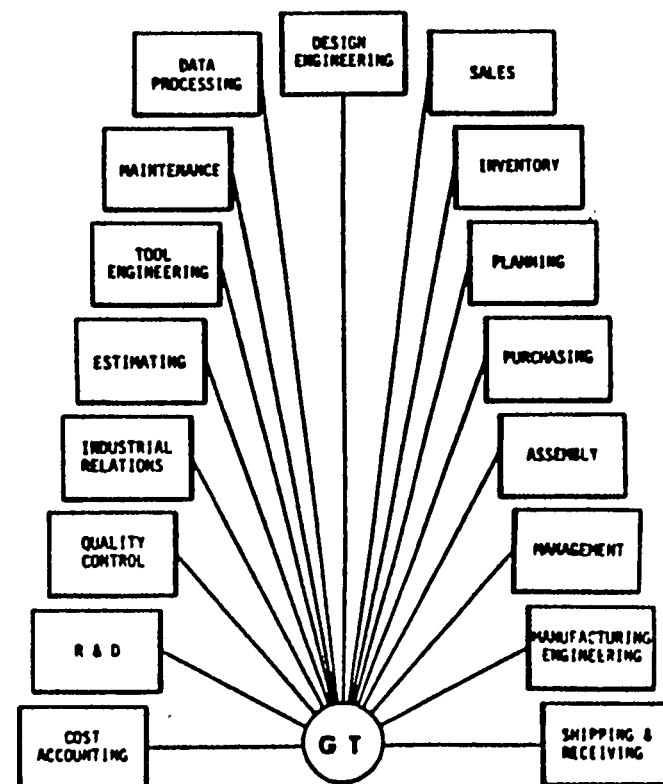 DESIGN
ENGINEERING
DATA
PROCESSING
SALES
MAINTENANCE
INVENTORY
TOOL
ENGINEERING
PLANNING
ESTIMATING
PURCHASING
INDUSTRIAL
RELATIONS
ASSEMBLY
QUALITY
CONTROL
MANAGEMENT
R & D
MANUFACTURING
ENGINEERING
COST
ACCOUNTING
G T
SHIPPING &
RECEIVING